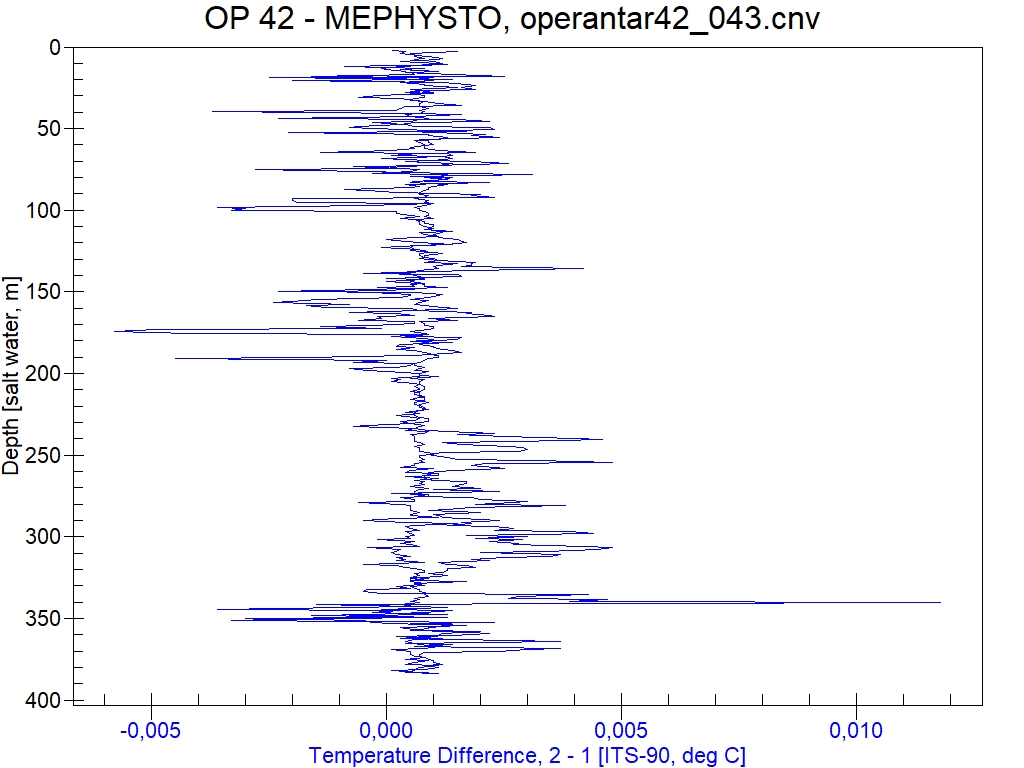 OP 42 - MEPHYSTO, operantar42_043.cnv
0
50
100
150
200
250
300
350
400
Depth [salt water, m]
-0,005 0,000 0,005 0,010
Temperature Difference, 2 - 1 [ITS-90, deg C]